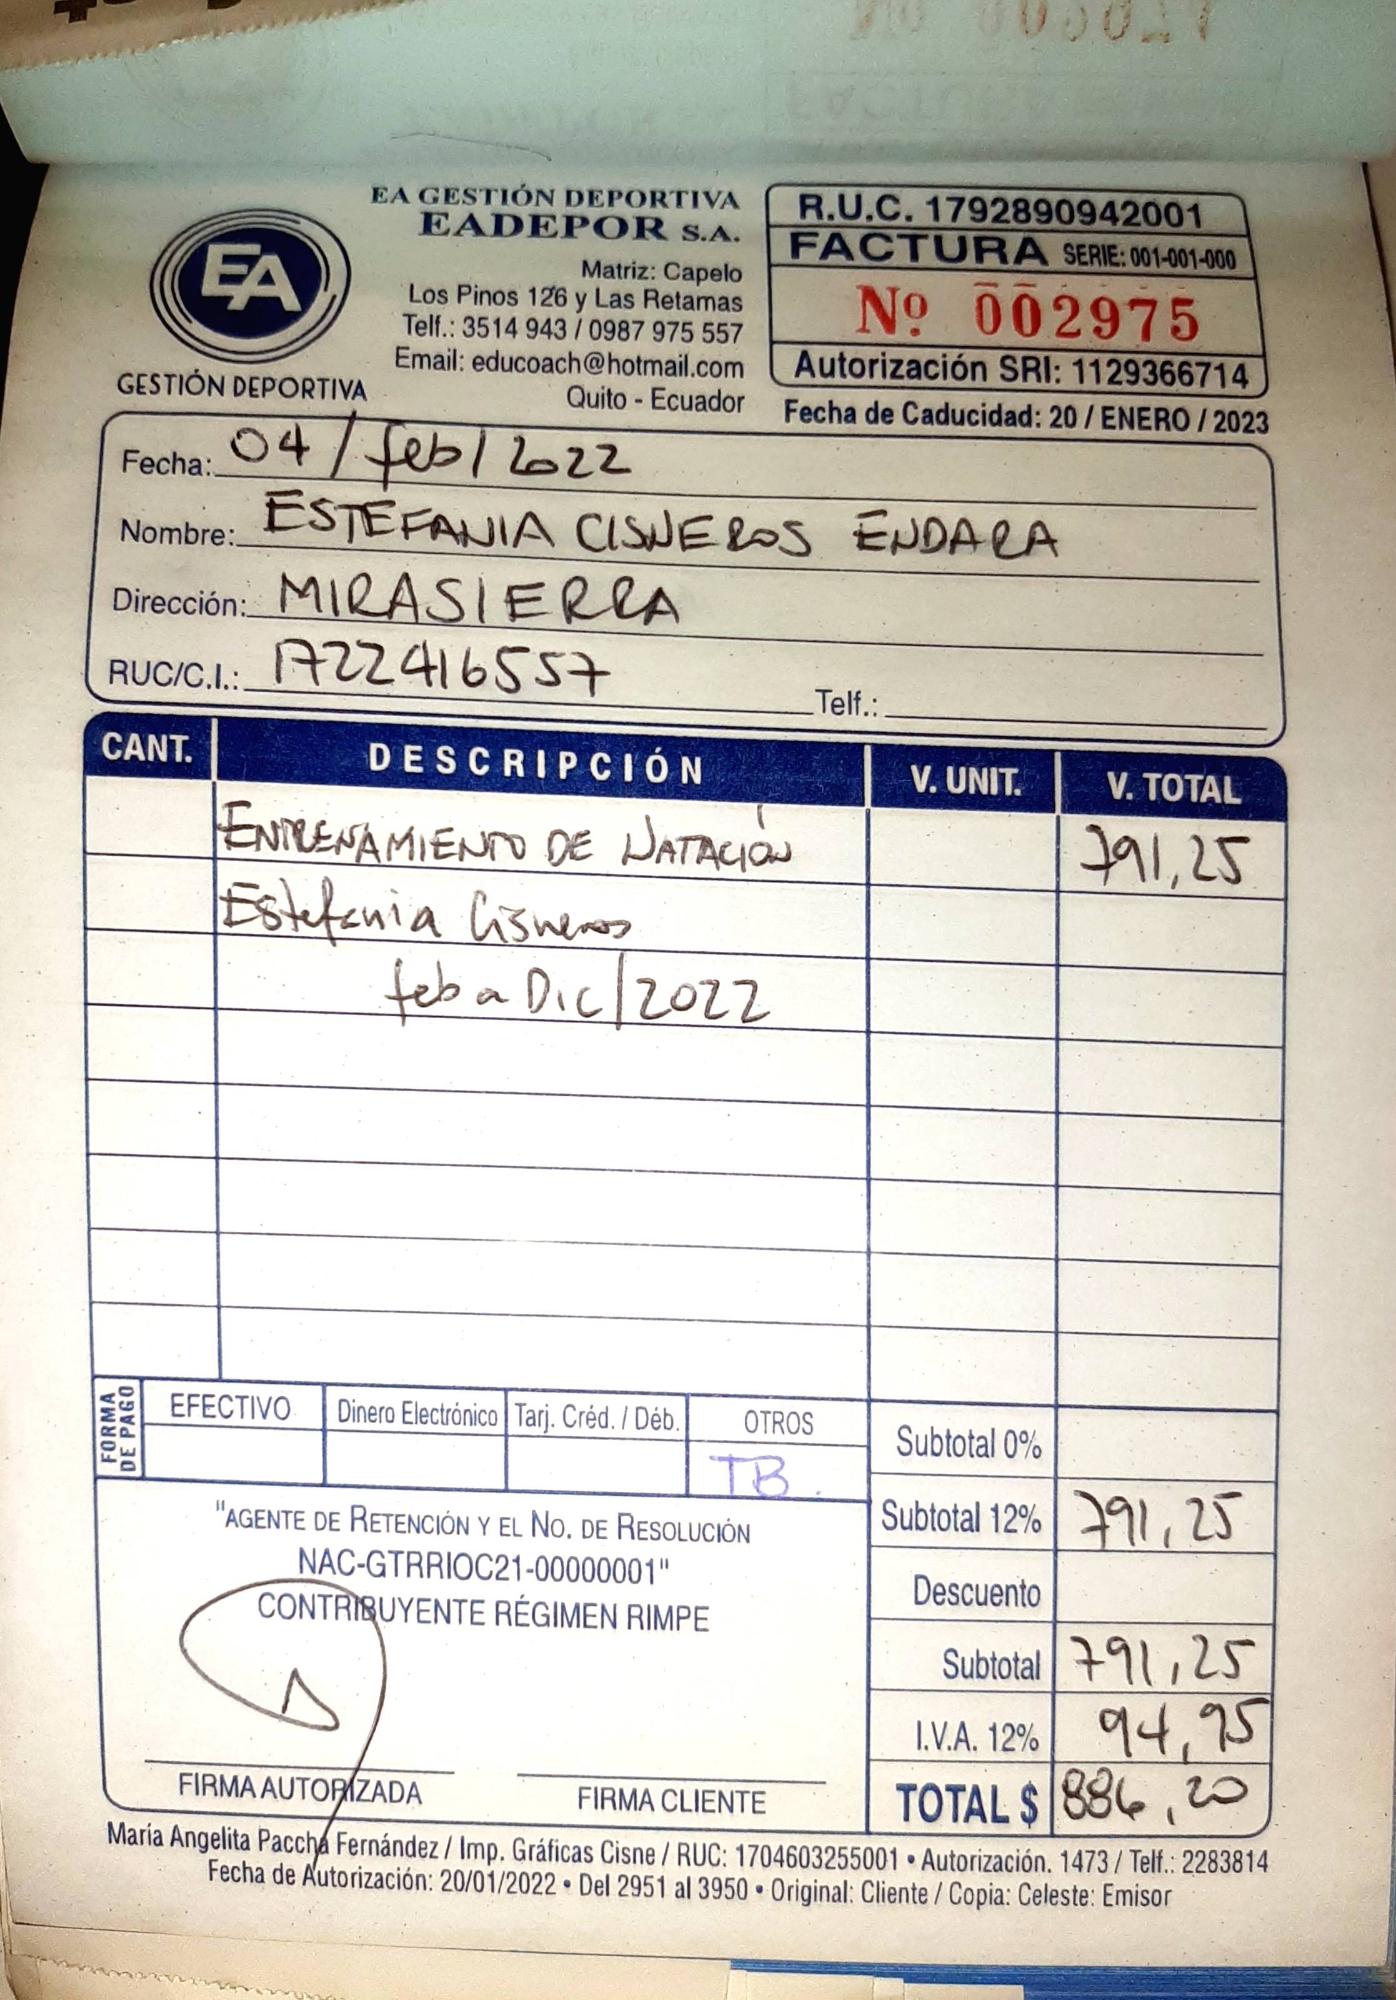 EA GESTIÓN DEPORTIVA
EADEPOR S.A.
Matriz: Capelo
Los Pinos 126 y Las Retamas
Telf.: 3514 943 / 0987 975 557
Email: educoach@hotmail.com
Quito - Ecuador
EA
GESTIÓN DEPORTIVA
R.U.C. 1792890942001
FACTURA SERIE: 001-001-000
Nº 002975
Autorización SRI: 1129366714
Fecha de Caducidad: 20 / ENERO / 2023
Fecha: 04 / feb / 2022
Nombre: ESTEFANIA CISNEROS ENDARA
Dirección: MIRASIERRA
RUC/C.I.: 1722416557 Telf.:
CANT. DESCRIPCIÓN V. UNIT. V. TOTAL
ENTRENAMIENTO DE NATACIÓN 791,25
Estefania Cisneros
feb a Dic/2022
FORMA DE PAGO
EFECTIVO Dinero Electrónico Tarj. Créd. / Déb. OTROS
TB.
Subtotal 0%
Subtotal 12% 791,25
Descuento
Subtotal 791,25
I.V.A. 12% 94,95
TOTAL $ 886,20
"AGENTE DE RETENCIÓN Y EL NO. DE RESOLUCIÓN
NAC-GTRRIOC21-00000001"
CONTRIBUYENTE RÉGIMEN RIMPE
FIRMA AUTORIZADA FIRMA CLIENTE
María Angelita Paccha Fernández / Imp. Gráficas Cisne / RUC: 1704603255001 • Autorización. 1473 / Telf.: 2283814
Fecha de Autorización: 20/01/2022 • Del 2951 al 3950 • Original: Cliente / Copia: Celeste: Emisor